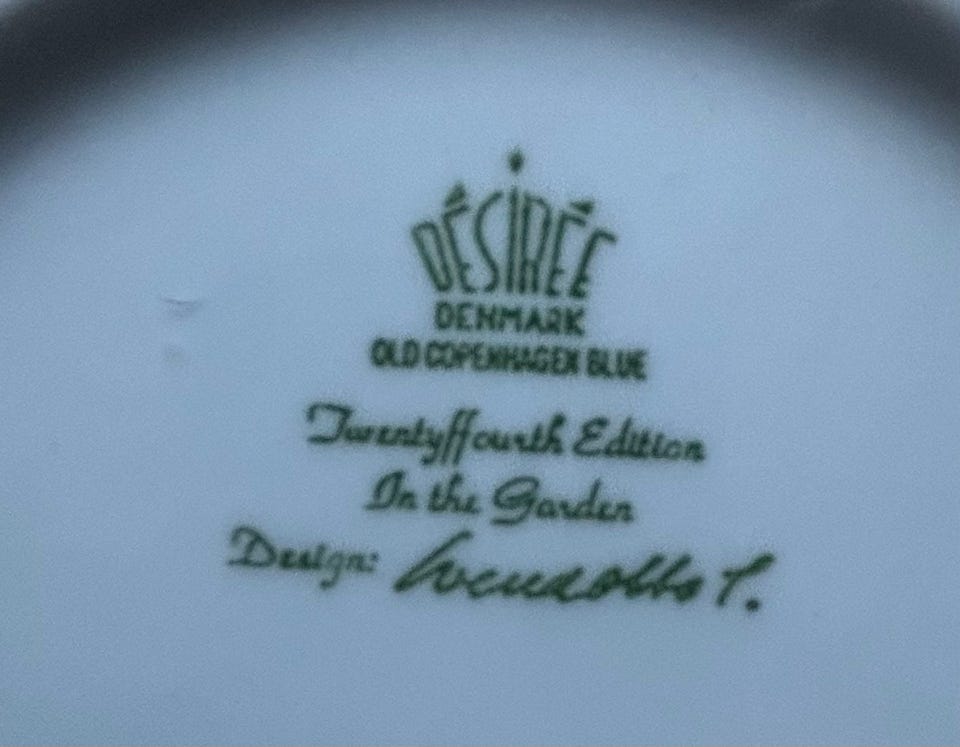 DÉSIRÉE
DENMARK
OLD COPENHAGEN BLUE
Twentyffourth Edition
In the Garden
Design: